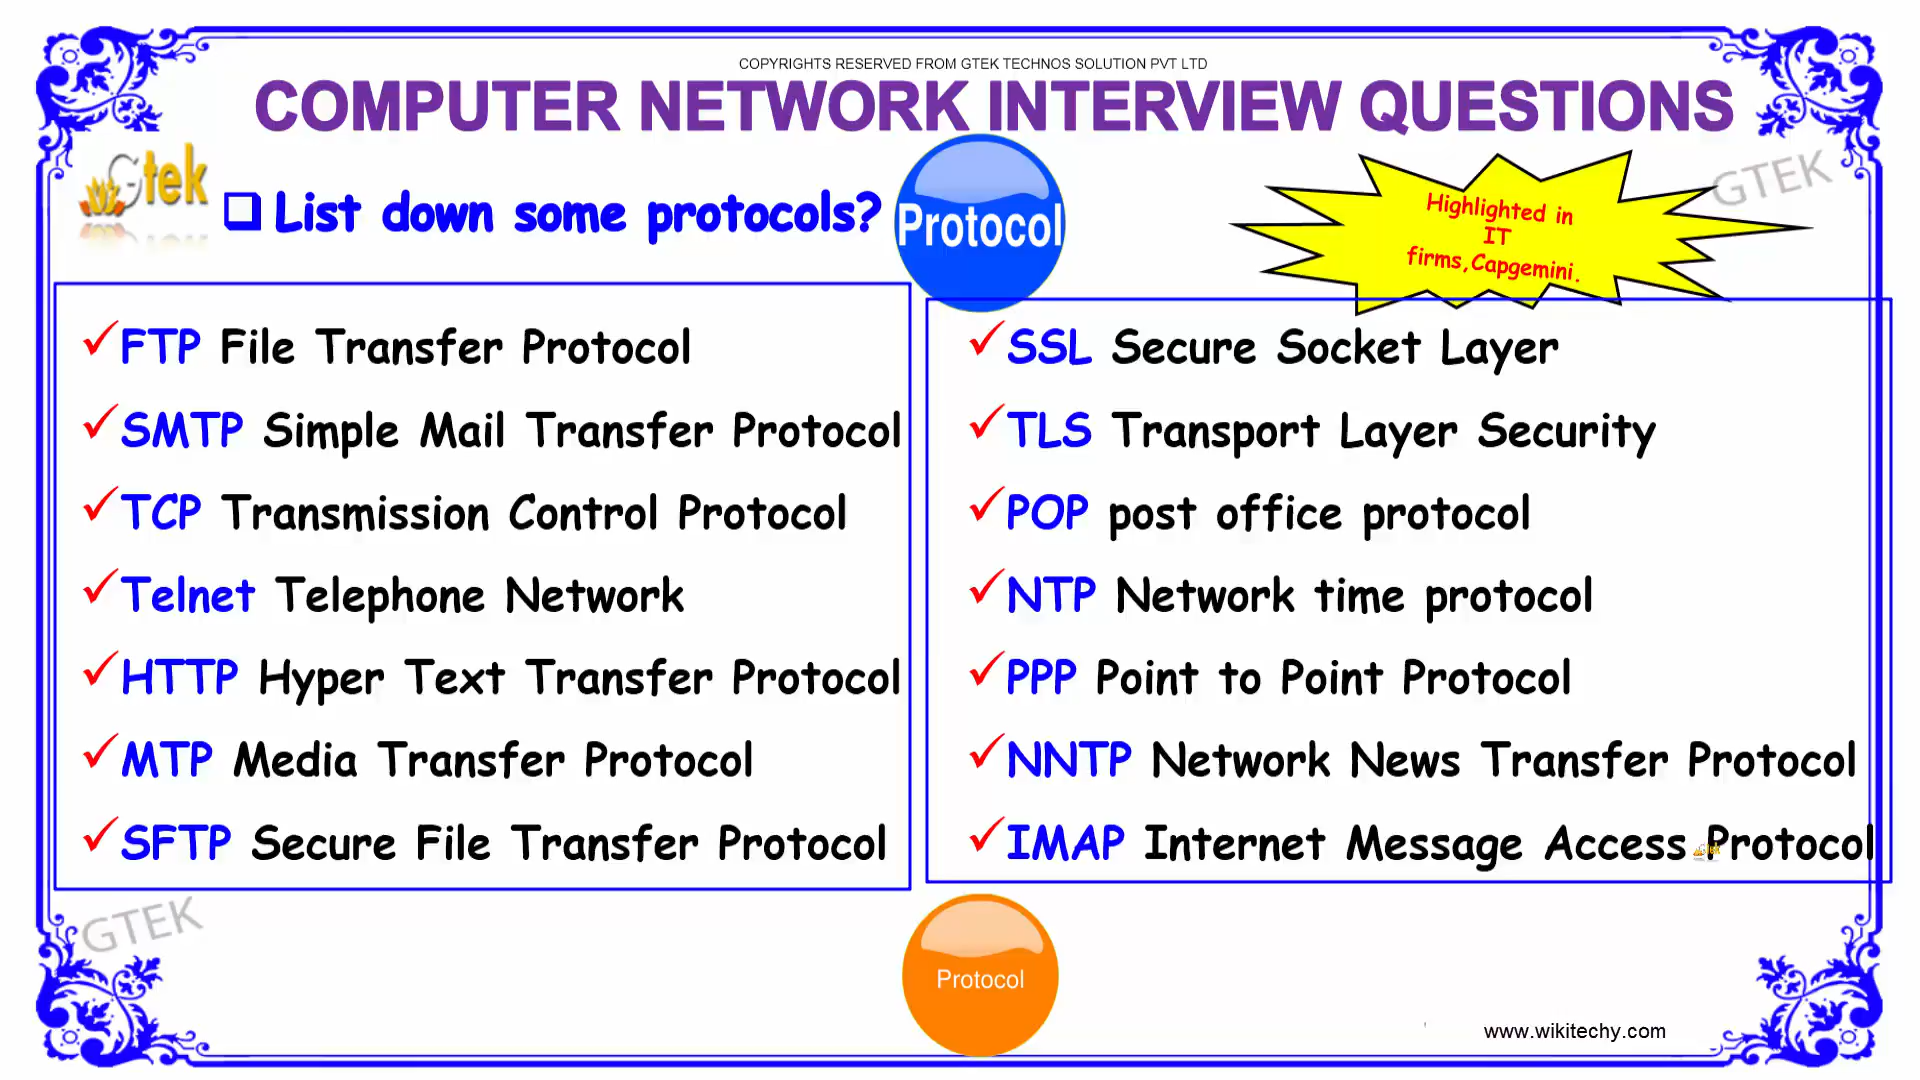 COPYRIGHTS RESERVED FROM GTEK TECHNOS SOLUTION PVT LTD
COMPUTER NETWORK INTERVIEW QUESTIONS
Gtek
List down some protocols?
Protocol
Highlighted in
IT
firms,Capgemini.
GTEK
FTP File Transfer Protocol
SMTP Simple Mail Transfer Protocol
TCP Transmission Control Protocol
Telnet Telephone Network
HTTP Hyper Text Transfer Protocol
MTP Media Transfer Protocol
SFTP Secure File Transfer Protocol
SSL Secure Socket Layer
TLS Transport Layer Security
POP post office protocol
NTP Network time protocol
PPP Point to Point Protocol
NNTP Network News Transfer Protocol
IMAP Internet Message Access Protocol
GTEK
Protocol
www.wikitechy.com